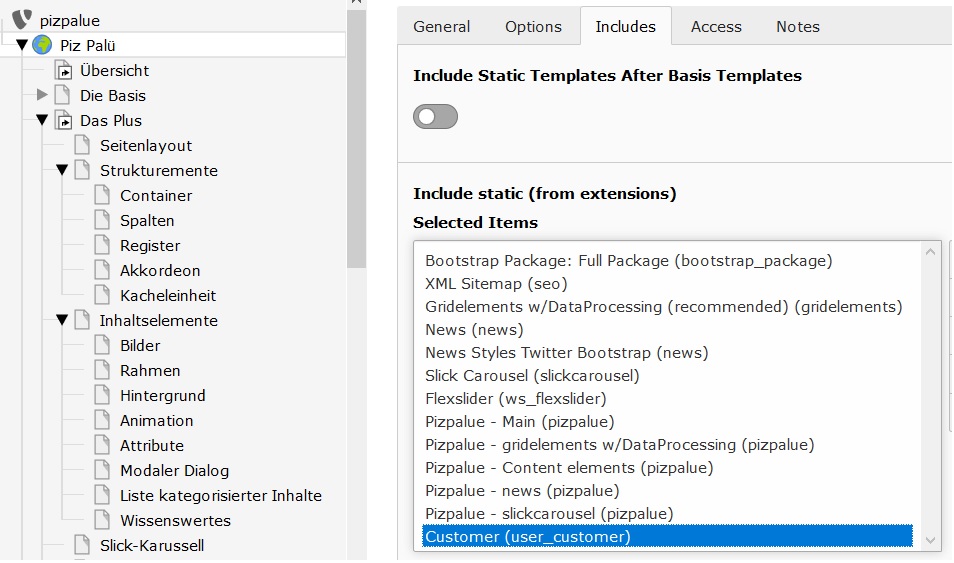 pizpalue
Piz Palü
Übersicht
Die Basis
Das Plus
Seitenlayout
Strukturemente
Container
Spalten
Register
Akkordeon
Kacheleinheit
Inhaltselemente
Bilder
Rahmen
Hintergrund
Animation
Attribute
Modaler Dialog
Liste kategorisierter Inhalte
Wissenswertes
Slick-Karussell
General Options Includes Access Notes
Include Static Templates After Basis Templates
Include static (from extensions)
Selected Items
Bootstrap Package: Full Package (bootstrap_package)
XML Sitemap (seo)
Gridelements w/DataProcessing (recommended) (gridelements)
News (news)
News Styles Twitter Bootstrap (news)
Slick Carousel (slickcarousel)
Flexslider (ws_flexslider)
Pizpalue - Main (pizpalue)
Pizpalue - gridelements w/DataProcessing (pizpalue)
Pizpalue - Content elements (pizpalue)
Pizpalue - news (pizpalue)
Pizpalue - slickcarousel (pizpalue)
Customer (user_customer)